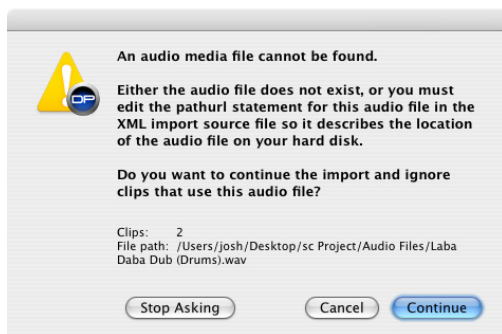 An audio media file cannot be found.
Either the audio file does not exist, or you must
edit the pathurl statement for this audio file in the
XML import source file so it describes the location
of the audio file on your hard disk.
Do you want to continue the import and ignore
clips that use this audio file?
Clips: 2
File path: /Users/josh/Desktop/sc Project/Audio Files/Laba
Daba Dub (Drums).wav
DP
Stop Asking Cancel Continue